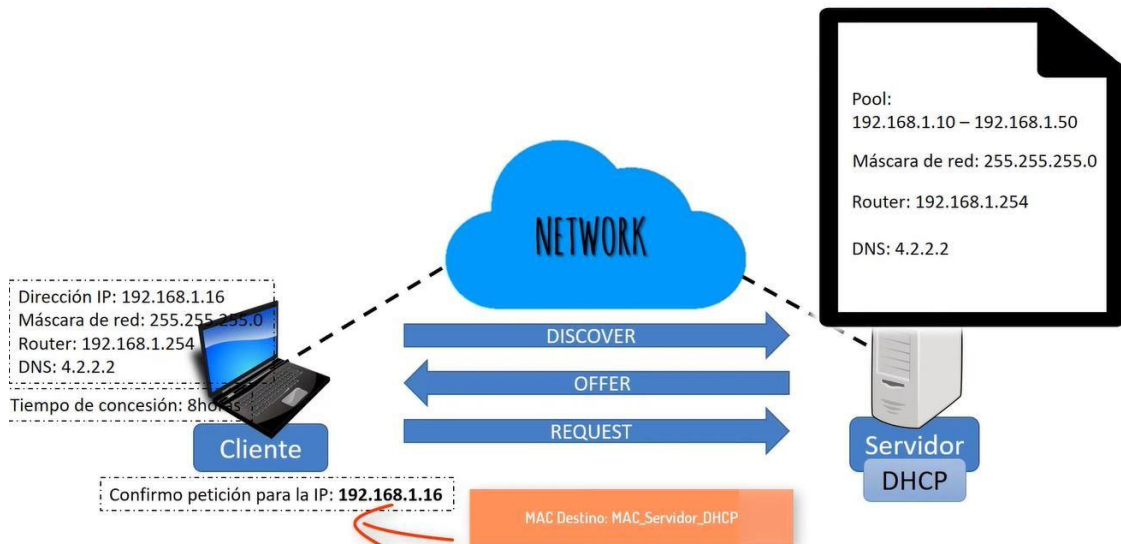 Pool:
192.168.1.10 – 192.168.1.50
Máscara de red: 255.255.255.0
Router: 192.168.1.254
DNS: 4.2.2.2
NETWORK
Dirección IP: 192.168.1.16
Máscara de red: 255.255.255.0
Router: 192.168.1.254
DNS: 4.2.2.2
Tiempo de concesión: 8horas
DISCOVER
OFFER
REQUEST
Cliente
Servidor
DHCP
Confirmo petición para la IP: 192.168.1.16
MAC Destino: MAC_Servidor_DHCP